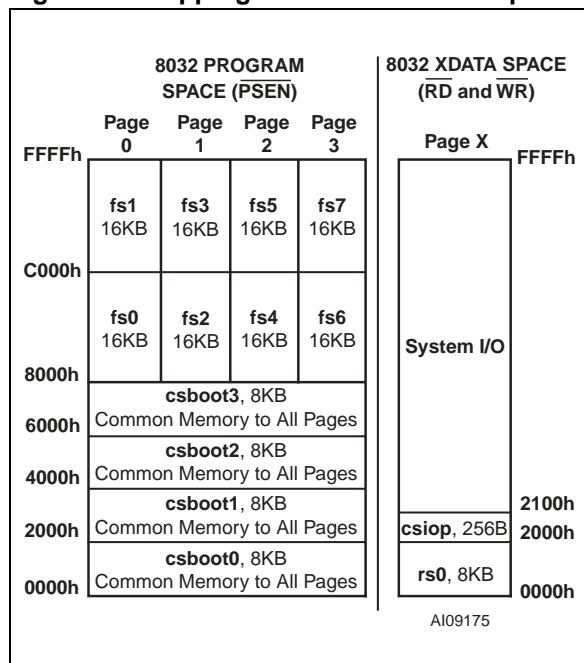 8032 PROGRAM
SPACE (PSEN)
Page 0
Page 1
Page 2
Page 3
FFFFh
fs1
16KB
fs3
16KB
fs5
16KB
fs7
16KB
C000h
fs0
16KB
fs2
16KB
fs4
16KB
fs6
16KB
8000h
csboot3, 8KB
Common Memory to All Pages
6000h
csboot2, 8KB
Common Memory to All Pages
4000h
csboot1, 8KB
Common Memory to All Pages
2000h
csboot0, 8KB
Common Memory to All Pages
0000h
8032 XDATA SPACE
(RD and WR)
Page X
FFFFh
System I/O
2100h
csiop, 256B
2000h
rs0, 8KB
0000h
AI09175